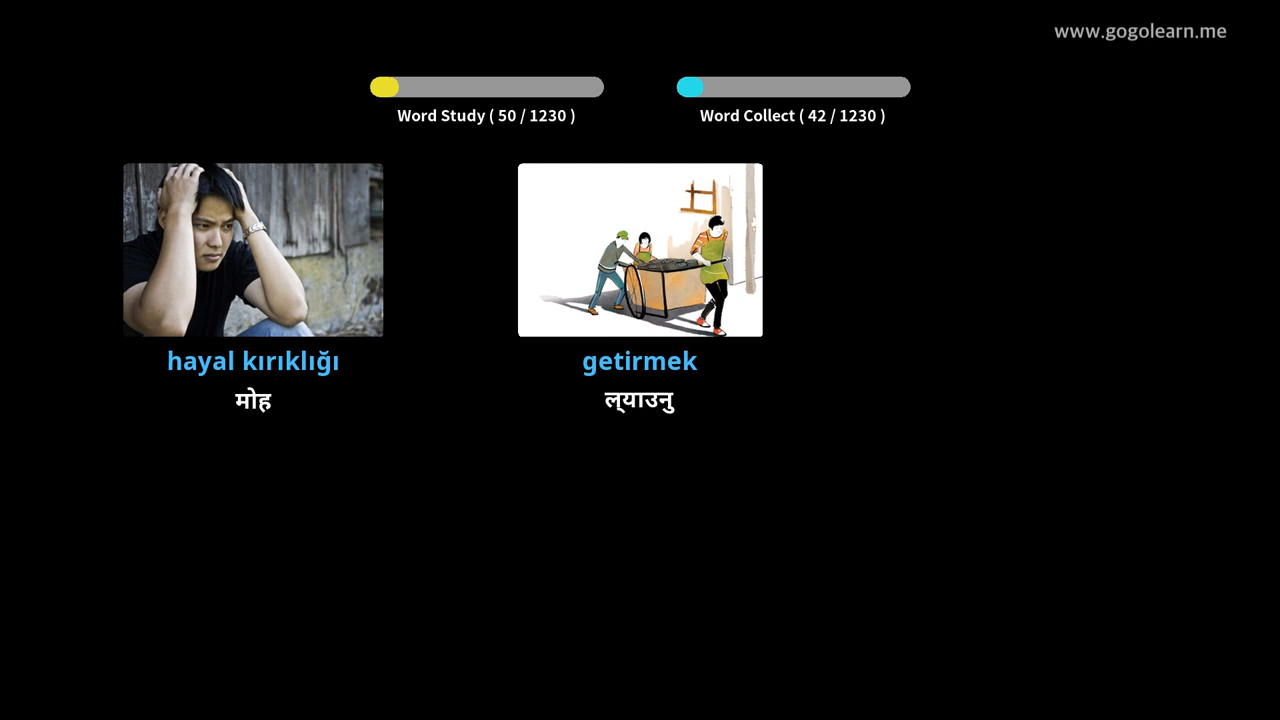 www.gogolearn.me
Word Study ( 50 / 1230 )
Word Collect ( 42 / 1230 )
hayal kırıklığı
मोह
getirmek
ल्याउनु